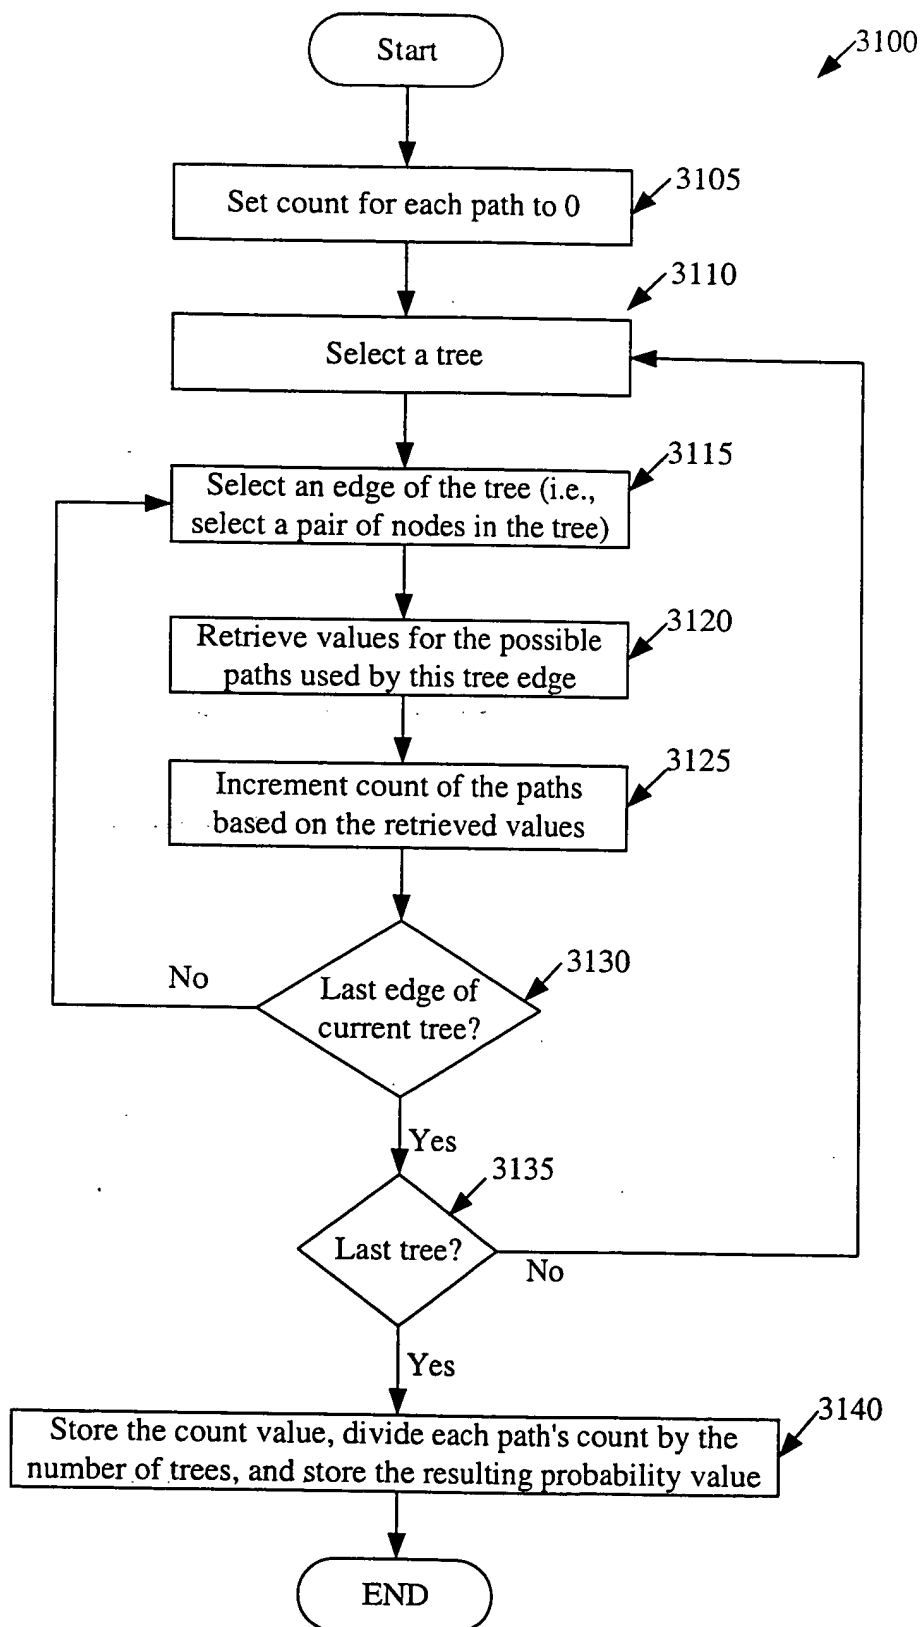 Start
3100
Set count for each path to 0
3105
3110
Select a tree
3115
Select an edge of the tree (i.e.,
select a pair of nodes in the tree)
3120
Retrieve values for the possible
paths used by this tree edge
3125
Increment count of the paths
based on the retrieved values
3130
No
Last edge of
current tree?
Yes
3135
Last tree?
No
Yes
3140
Store the count value, divide each path's count by the
number of trees, and store the resulting probability value
END